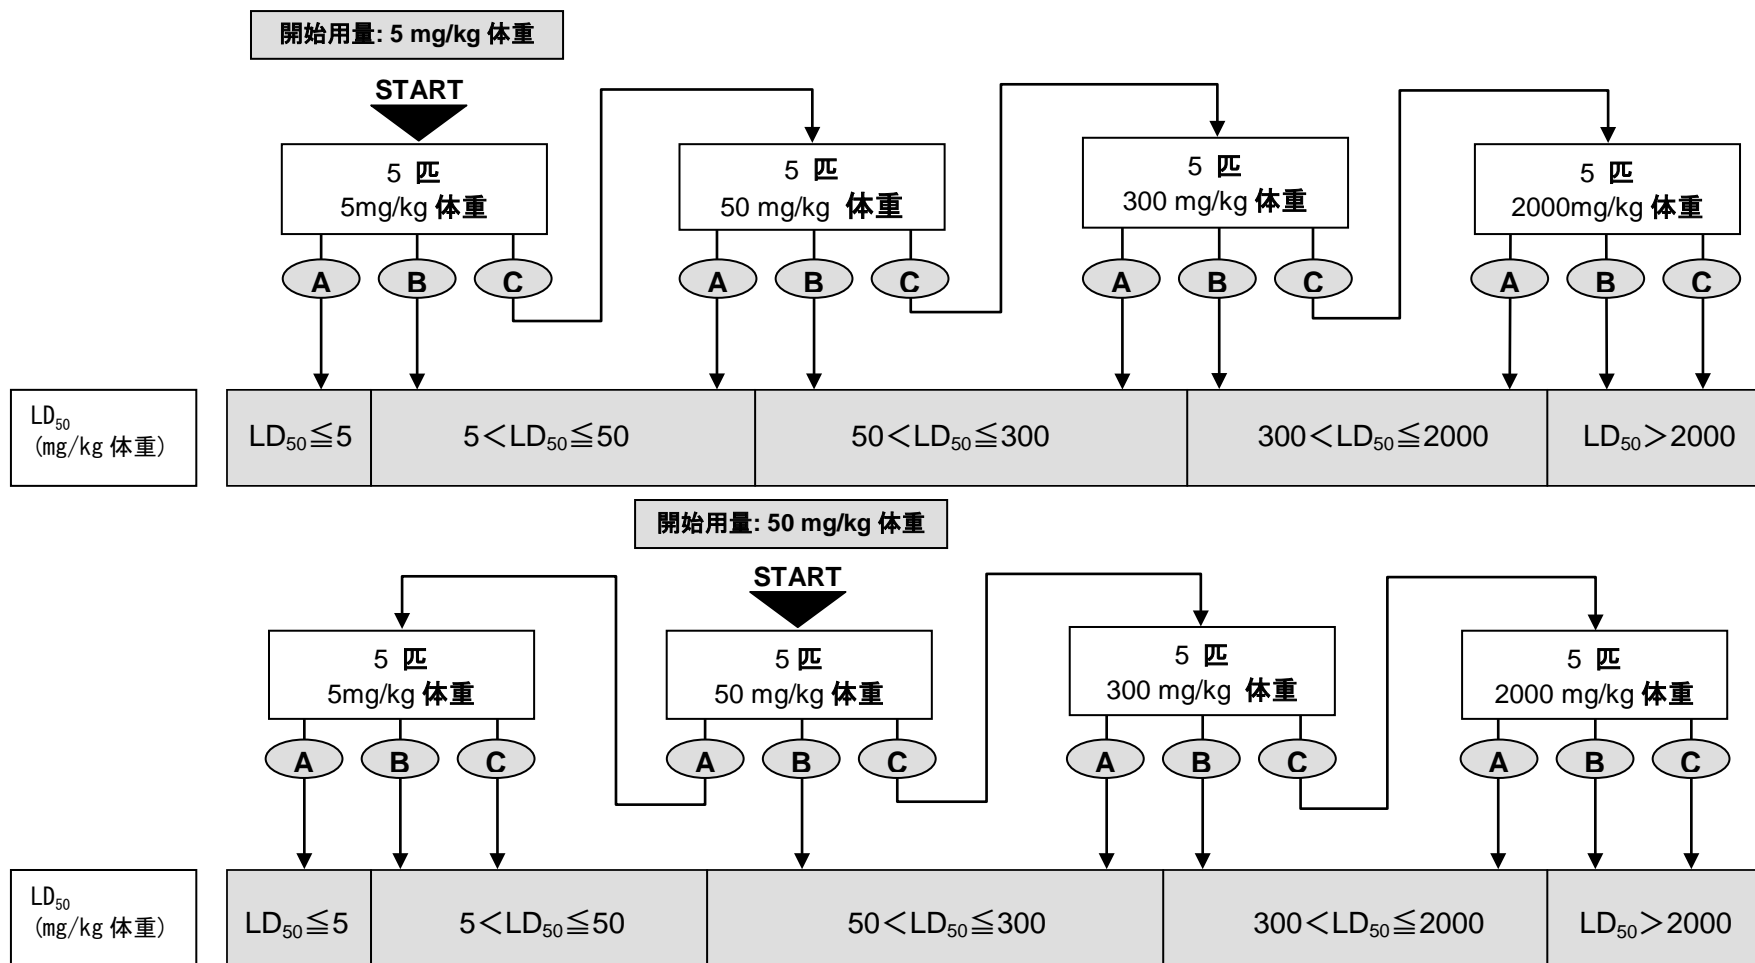 開始用量: 5 mg/kg 体重
START
5 匹
5mg/kg 体重
5 匹
50 mg/kg 体重
5 匹
300 mg/kg 体重
5 匹
2000mg/kg 体重
A B C A B C A B C A B C
LD50
(mg/kg 体重)
LD50≦5
5＜LD50≦50
50＜LD50≦300
300＜LD50≦2000
LD50＞2000
開始用量: 50 mg/kg 体重
START
5 匹
5mg/kg 体重
5 匹
50 mg/kg 体重
5 匹
300 mg/kg 体重
5 匹
2000 mg/kg 体重
A B C A B C A B C A B C
LD50
(mg/kg 体重)
LD50≦5
5＜LD50≦50
50＜LD50≦300
300＜LD50≦2000
LD50＞2000